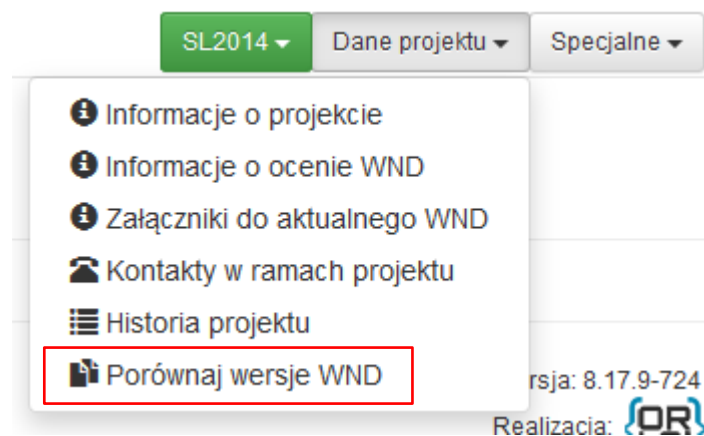 SL2014 Dane projektu Specjalne
Informacje o projekcie
Informacje o ocenie WND
Załączniki do aktualnego WND
Kontakty w ramach projektu
Historia projektu
Porównaj wersje WND
rsja: 8.17.9-724
Realizacja: {QR}